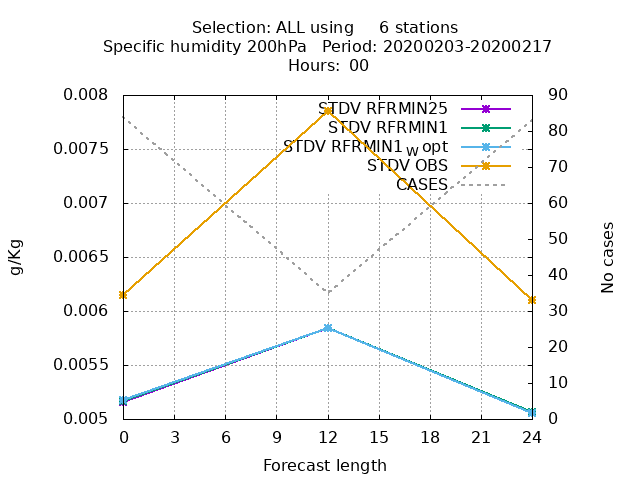 Selection: ALL using     6 stations
Specific humidity 200hPa   Period: 20200203-20200217
Hours:  00
STDV RFRMIN25
STDV RFRMIN1
STDV RFRMIN1_W opt
STDV OBS
CASES
0.008
0.0075
0.007
0.0065
0.006
0.0055
0.005
g/Kg
90
80
70
60
50
40
30
20
10
0
No cases
0 3 6 9 12 15 18 21 24
Forecast length